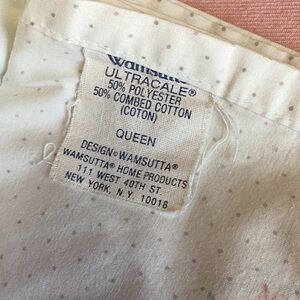 Wamsutta
ULTRACALE®
50% POLYESTER
50% COMBED COTTON
(COTON)
QUEEN
DESIGN©WAMSUTTA®
WAMSUTTA® HOME PRODUCTS
111 WEST 40TH ST.
NEW YORK, N.Y. 10018